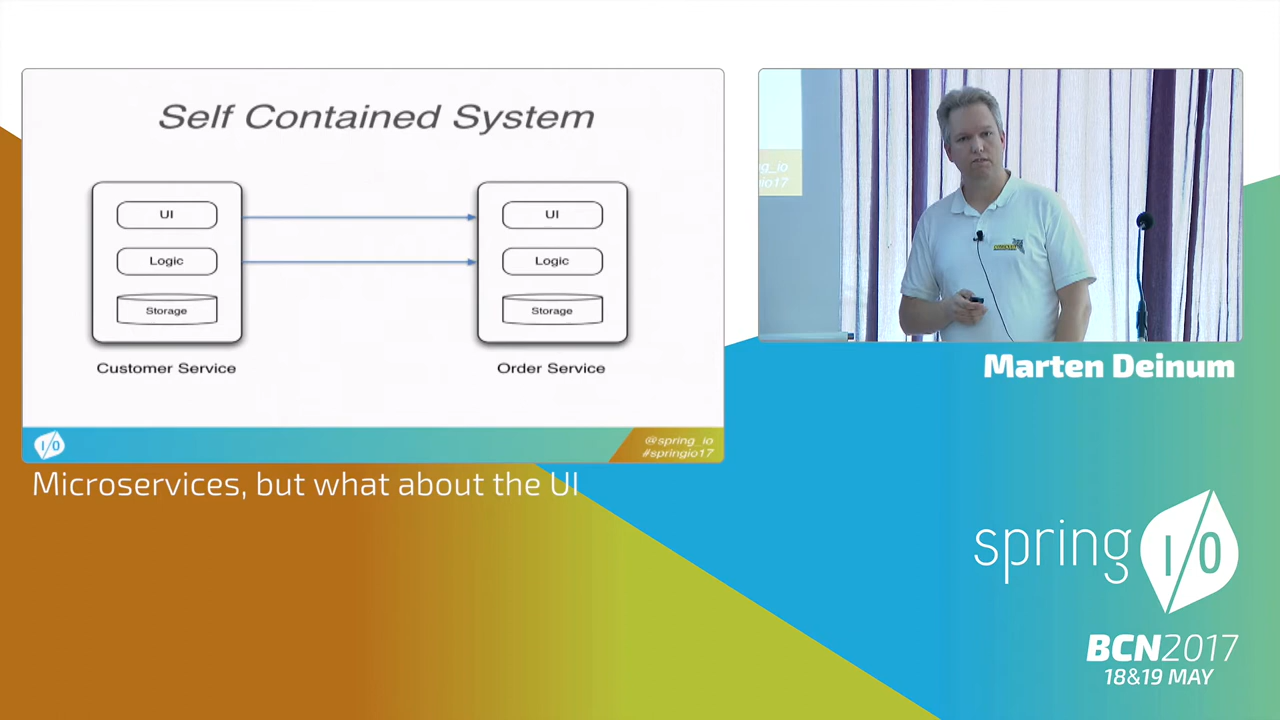 Self Contained System
UI
Logic
Storage
Customer Service
UI
Logic
Storage
Order Service
I/O
@spring_io
#springio17
Microservices, but what about the UI
Marten Deinum
spring I/O
BCN2017
18&19 MAY